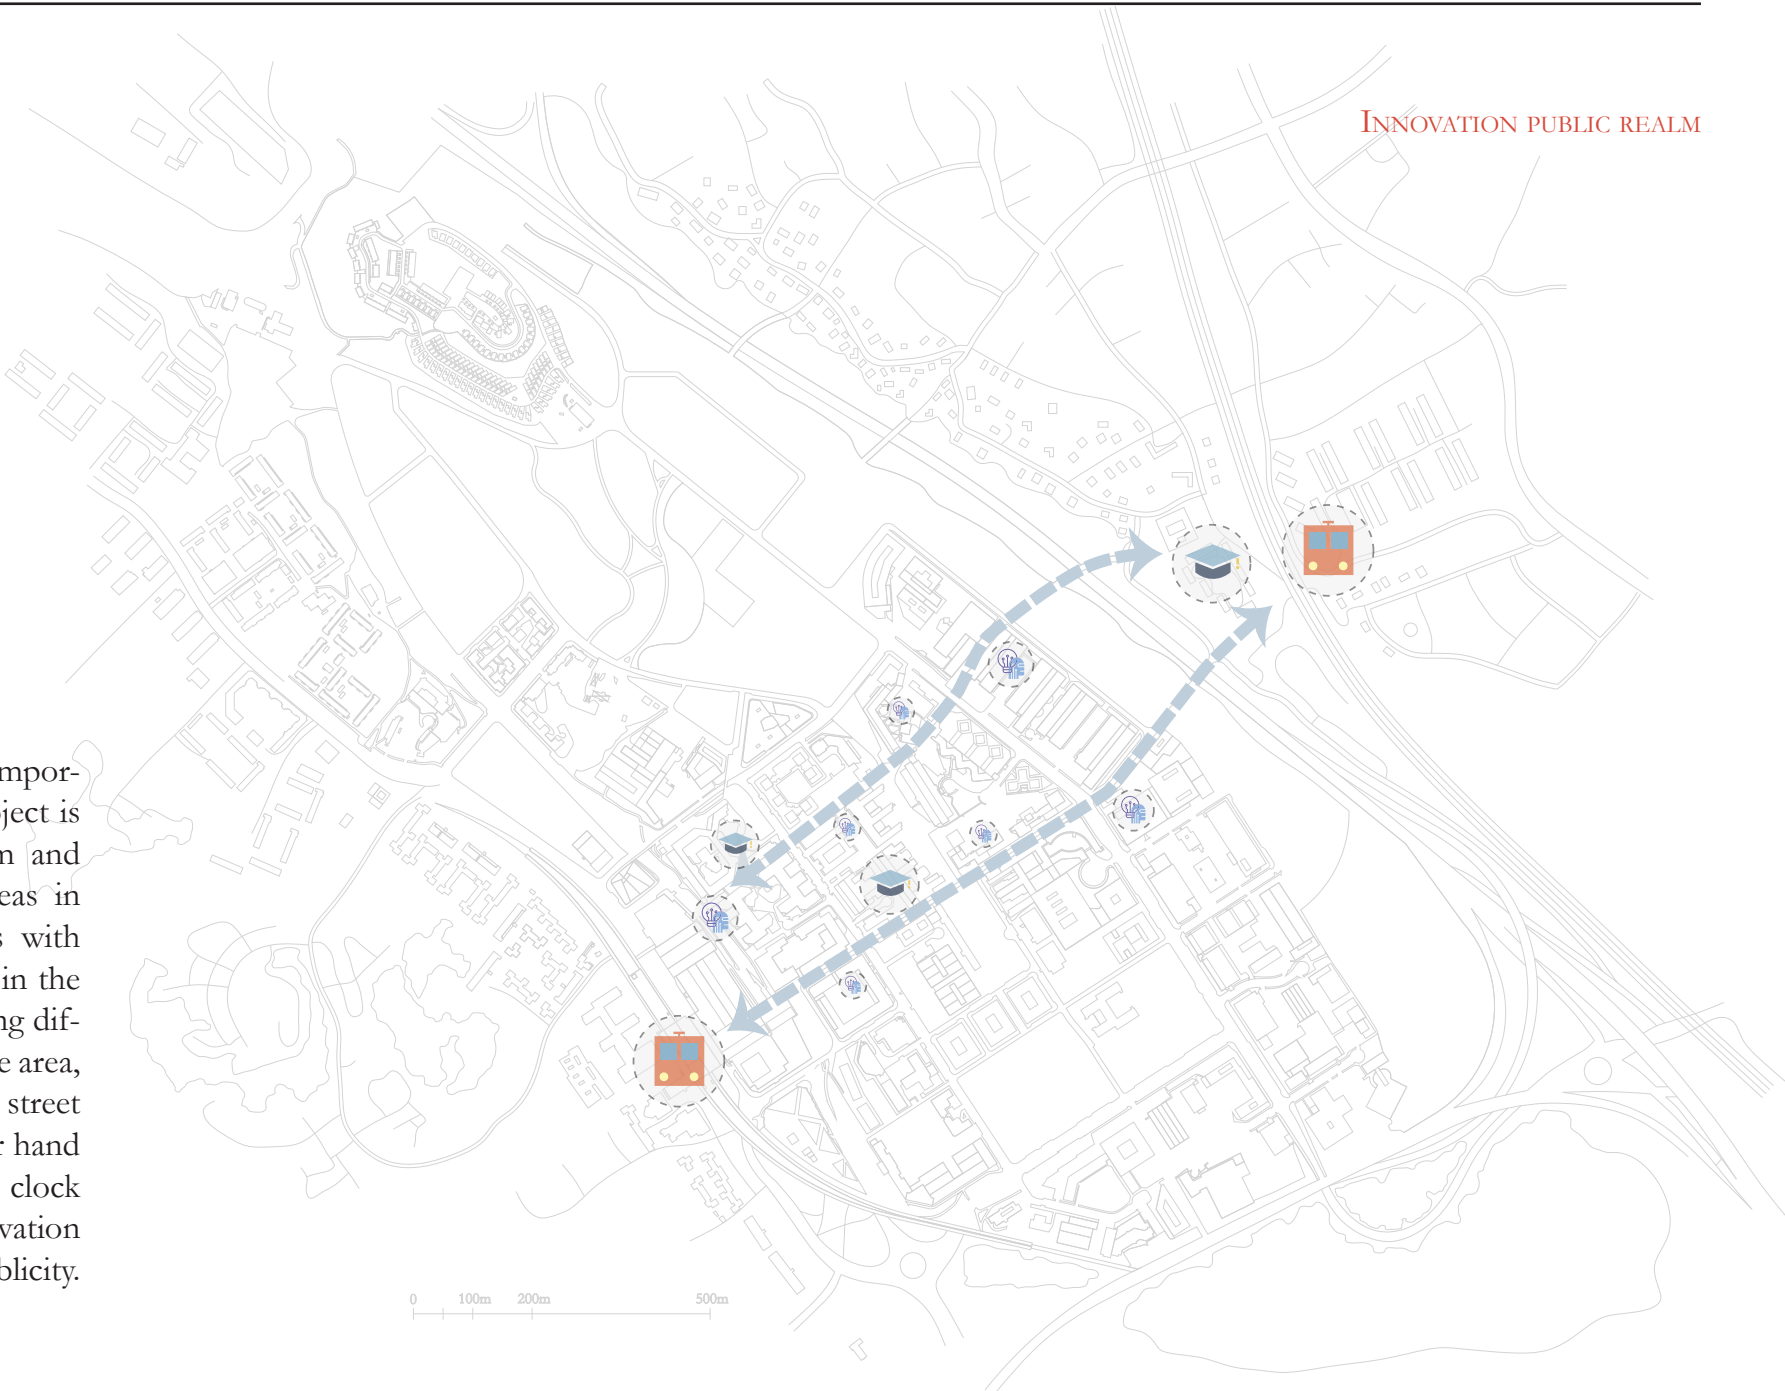 INNOVATION PUBLIC REALM
impor-
ject is
and
eas in
with
in the
ng dif-
e area,
street
hand
clock
vation
blicity.
0 100m 200m 500m